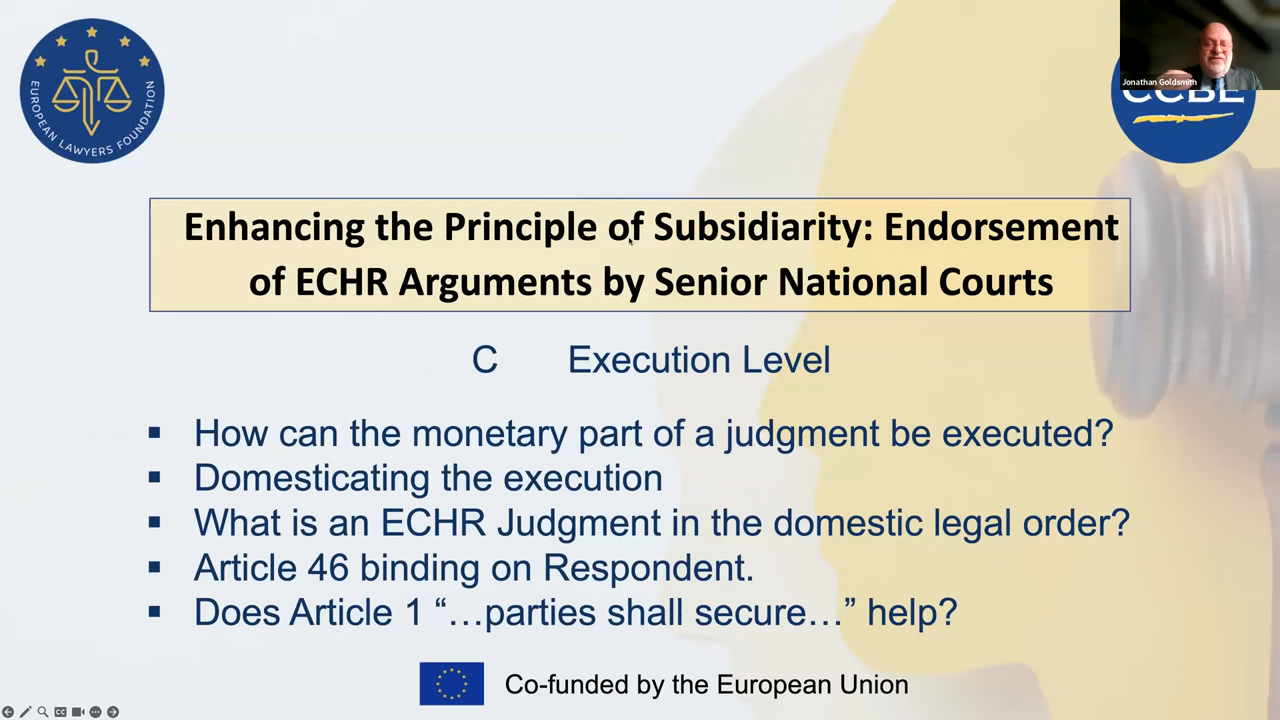 EUROPEAN LAWYERS FOUNDATION
Jonathan Goldsmith
CCBE
Enhancing the Principle of Subsidiarity: Endorsement
of ECHR Arguments by Senior National Courts
C Execution Level
▪ How can the monetary part of a judgment be executed?
▪ Domesticating the execution
▪ What is an ECHR Judgment in the domestic legal order?
▪ Article 46 binding on Respondent.
▪ Does Article 1 “…parties shall secure…” help?
Co-funded by the European Union